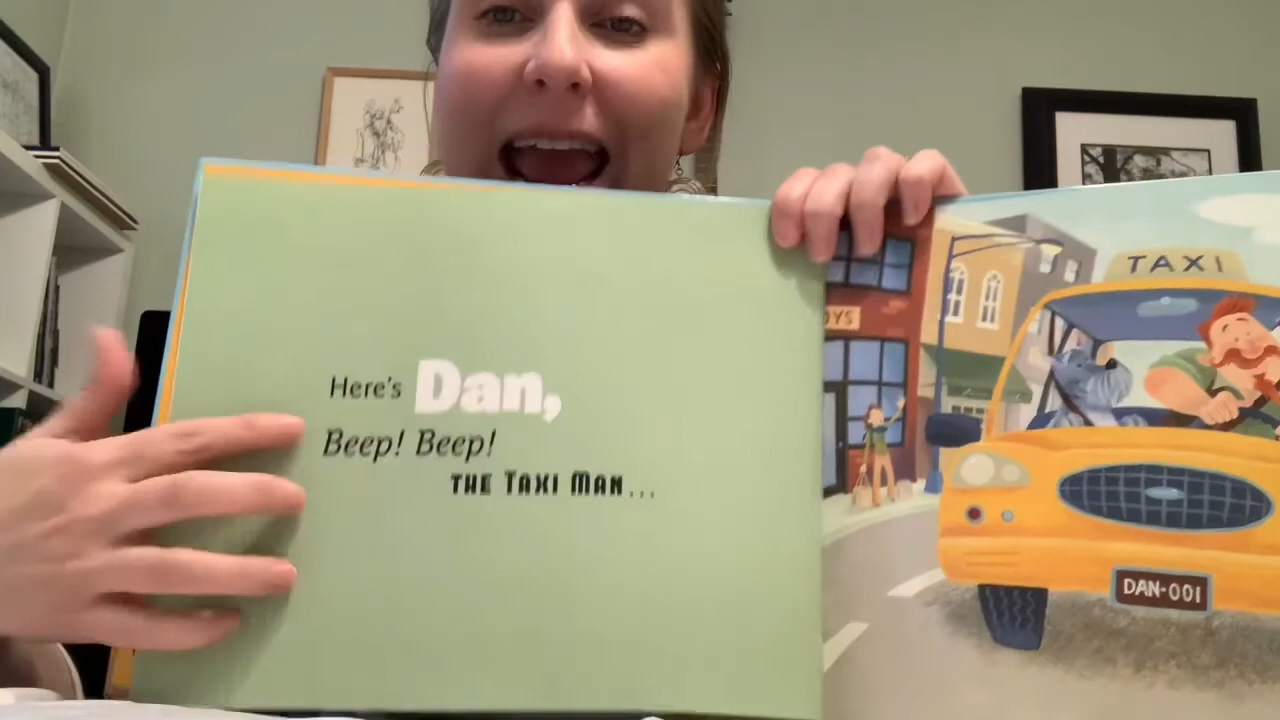 Here's Dan,
Beep! Beep!
THE TAXI MAN...
TAXI
DAN-001